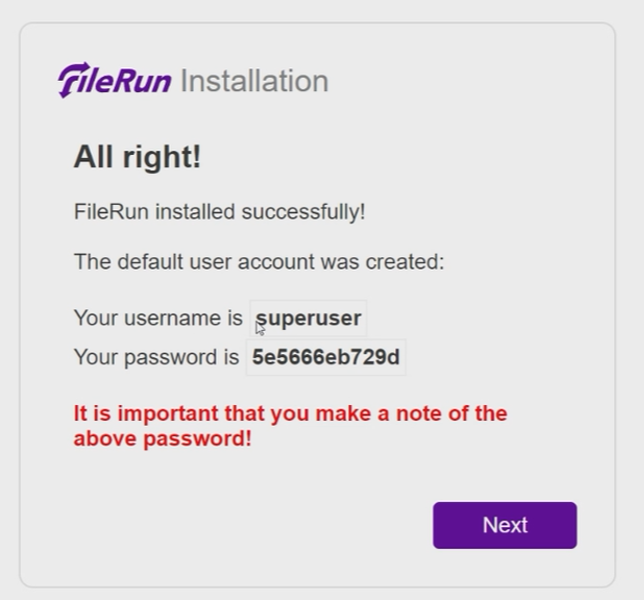 FileRun Installation
All right!
FileRun installed successfully!
The default user account was created:
Your username is superuser
Your password is 5e5666eb729d
It is important that you make a note of the
above password!
Next